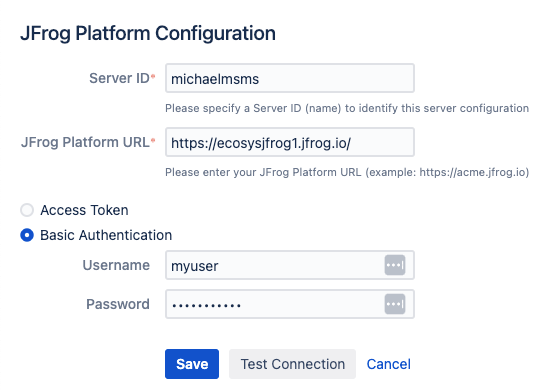 JFrog Platform Configuration
Server ID* michaelmsms
Please specify a Server ID (name) to identify this server configuration
JFrog Platform URL* https://ecosysjfrog1.jfrog.io/
Please enter your JFrog Platform URL (example: https://acme.jfrog.io)
Access Token
Basic Authentication
Username myuser
Password •••••••••••
Save Test Connection Cancel